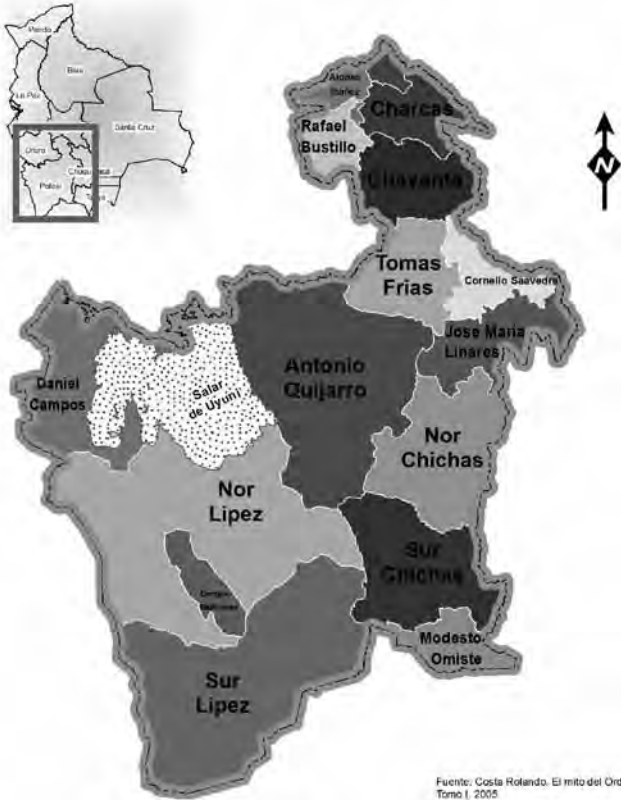 Pando
Beni
La Paz
Santa Cruz
Oruro
Potosi
Alonso
Ibañez
Charcas
Rafael
Bustillo
Chayanta
N
Tomas
Frias
Cornelio Saavedra
Jose Maria
Linares
Antonio
Quijarro
Daniel
Campos
Salar
de Uyuni
Nor
Chichas
Nor
Lipez
Sur
Chichas
Modesto
Omiste
Sur
Lipez
Fuente: Costa Rolando. El mito del Ord
Tomo I, 2005